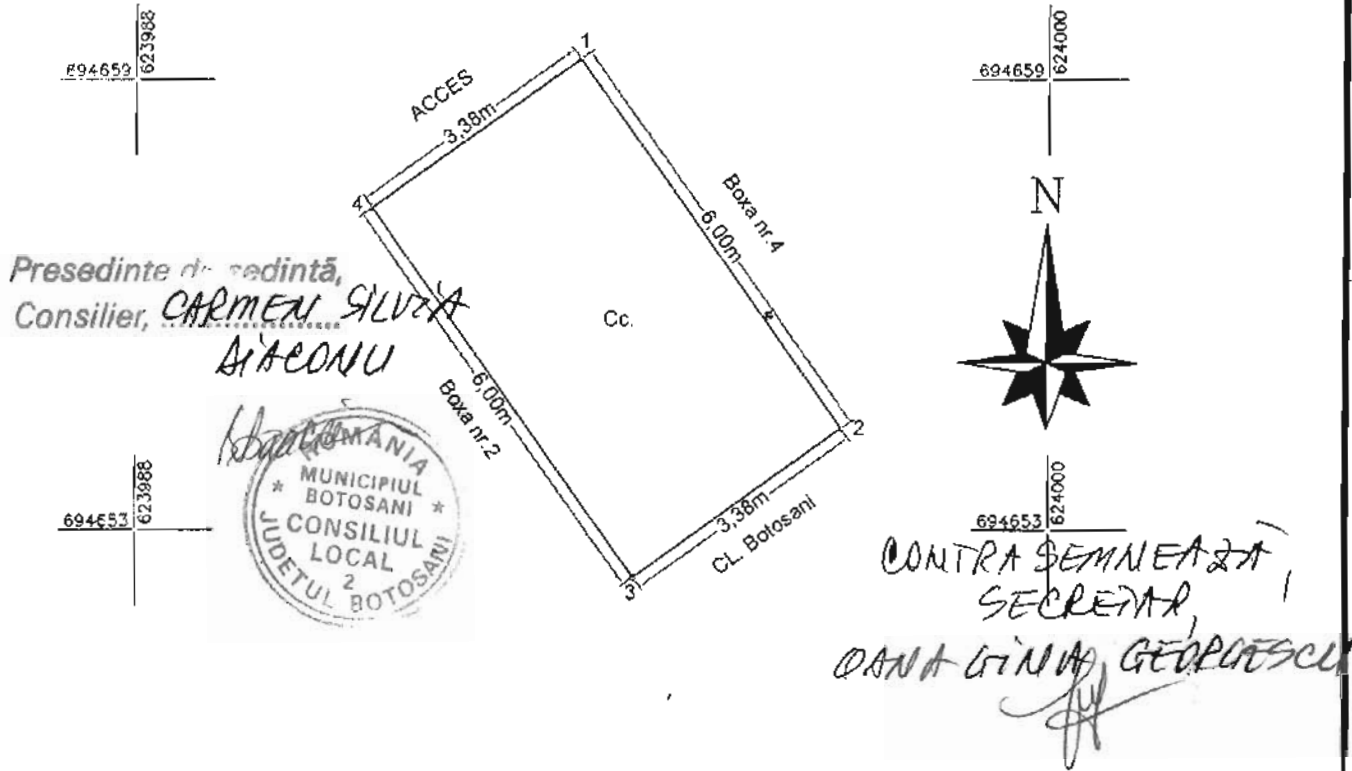 623988
694659
1
ACCES
3,38m
4
Boxa nr.4
6,00m
624000
694659
N
Presedinte de sedintă,
Consilier, CARMEN SILVIA
DIACONU
Cc.
6,00m
Boxa nr.2
2
3,38m
CL. Botosani
3
623988
694653
ROMÂNIA
MUNICIPIUL
BOTOSANI
CONSILIUL
LOCAL
2
JUDETUL BOTOSANI
624000
694653
CONTRASEMNEAZĂ,
SECRETAR,
OANA GINA GEORGESCU